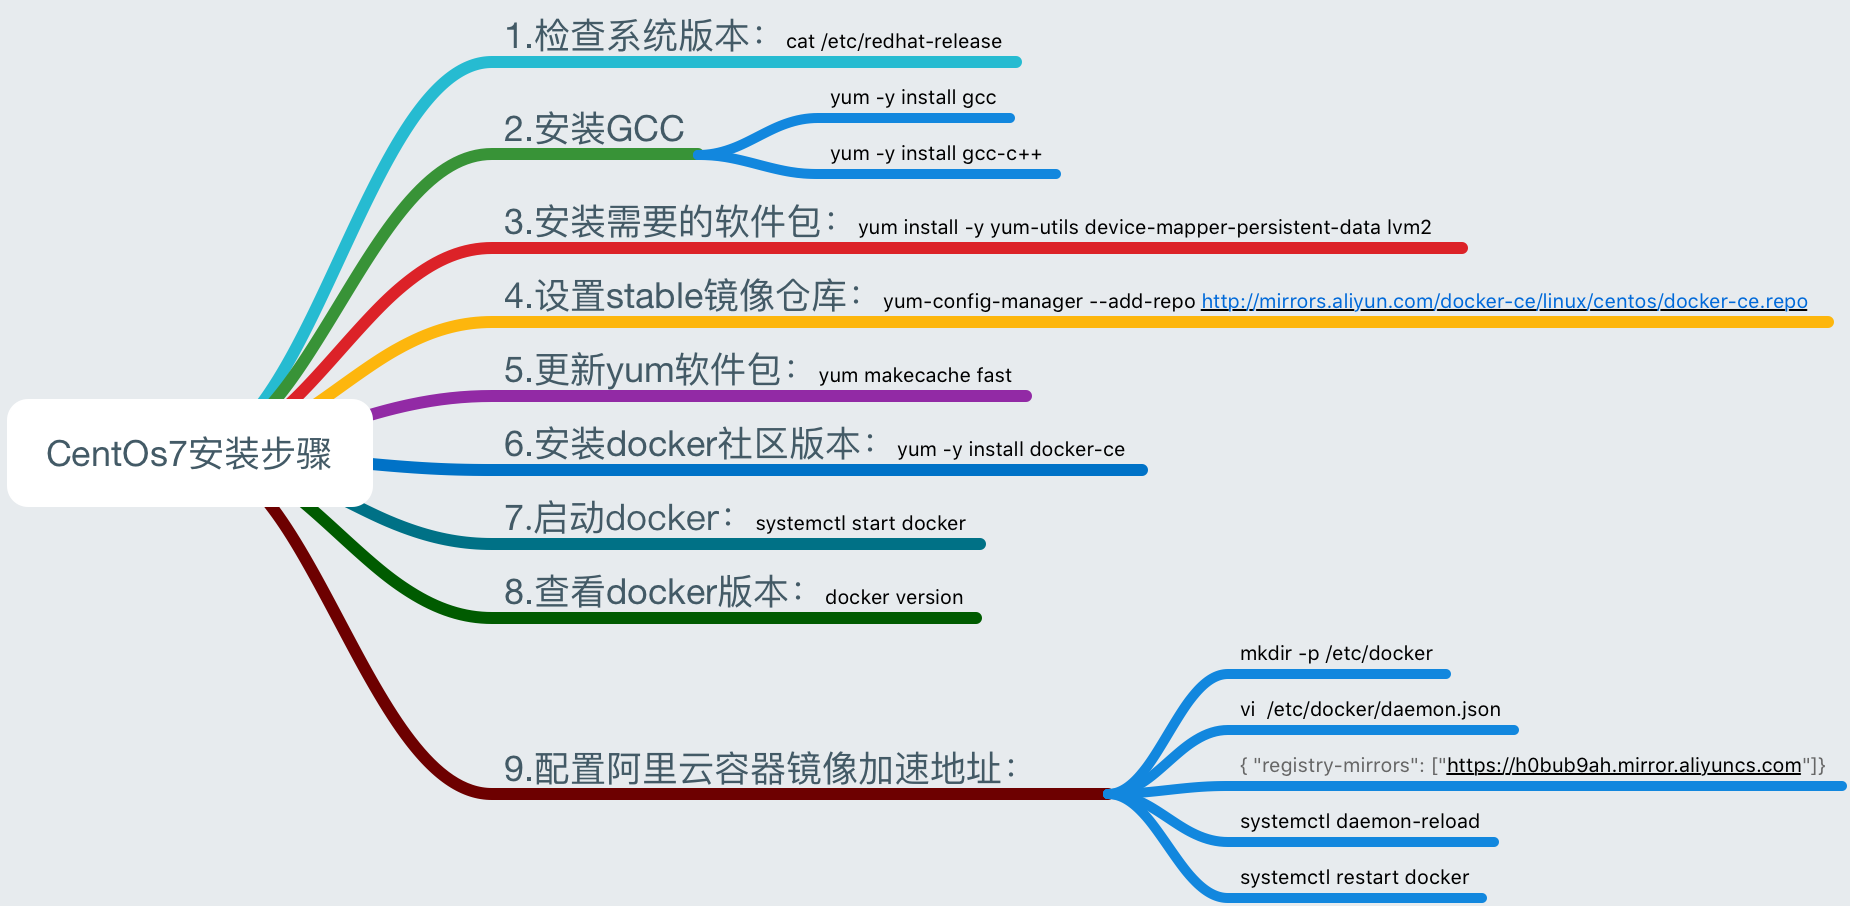 1.检查系统版本： cat /etc/redhat-release
2.安装GCC
yum -y install gcc
yum -y install gcc-c++
3.安装需要的软件包： yum install -y yum-utils device-mapper-persistent-data lvm2
4.设置stable镜像仓库： yum-config-manager --add-repo http://mirrors.aliyun.com/docker-ce/linux/centos/docker-ce.repo
5.更新yum软件包： yum makecache fast
CentOs7安装步骤
6.安装docker社区版本： yum -y install docker-ce
7.启动docker： systemctl start docker
8.查看docker版本： docker version
9.配置阿里云容器镜像加速地址：
mkdir -p /etc/docker
vi  /etc/docker/daemon.json
{ "registry-mirrors": ["https://h0bub9ah.mirror.aliyuncs.com"]}
systemctl daemon-reload
systemctl restart docker